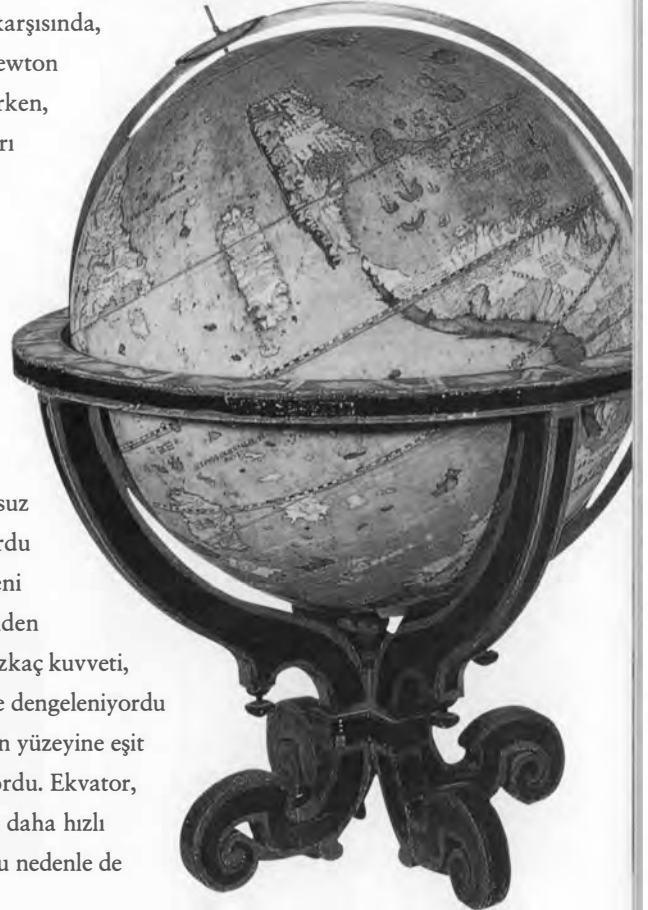 karşısında,
ewton
rken,
rı
suz
rdu
eni
den
zkaç kuvveti,
e dengeleniyordu
n yüzeyine eşit
ordu. Ekvator,
daha hızlı
u nedenle de